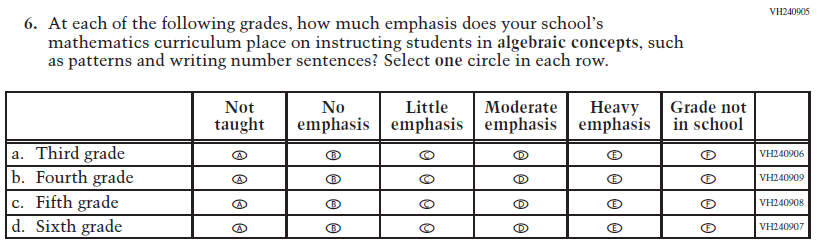 VH240905
6. At each of the following grades, how much emphasis does your school's
mathematics curriculum place on instructing students in algebraic concepts, such
as patterns and writing number sentences? Select one circle in each row.
Not taught No emphasis Little emphasis Moderate emphasis Heavy emphasis Grade not in school
a. Third grade A B C D E F VH240906
b. Fourth grade A B C D E F VH240909
c. Fifth grade A B C D E F VH240908
d. Sixth grade A B C D E F VH240907